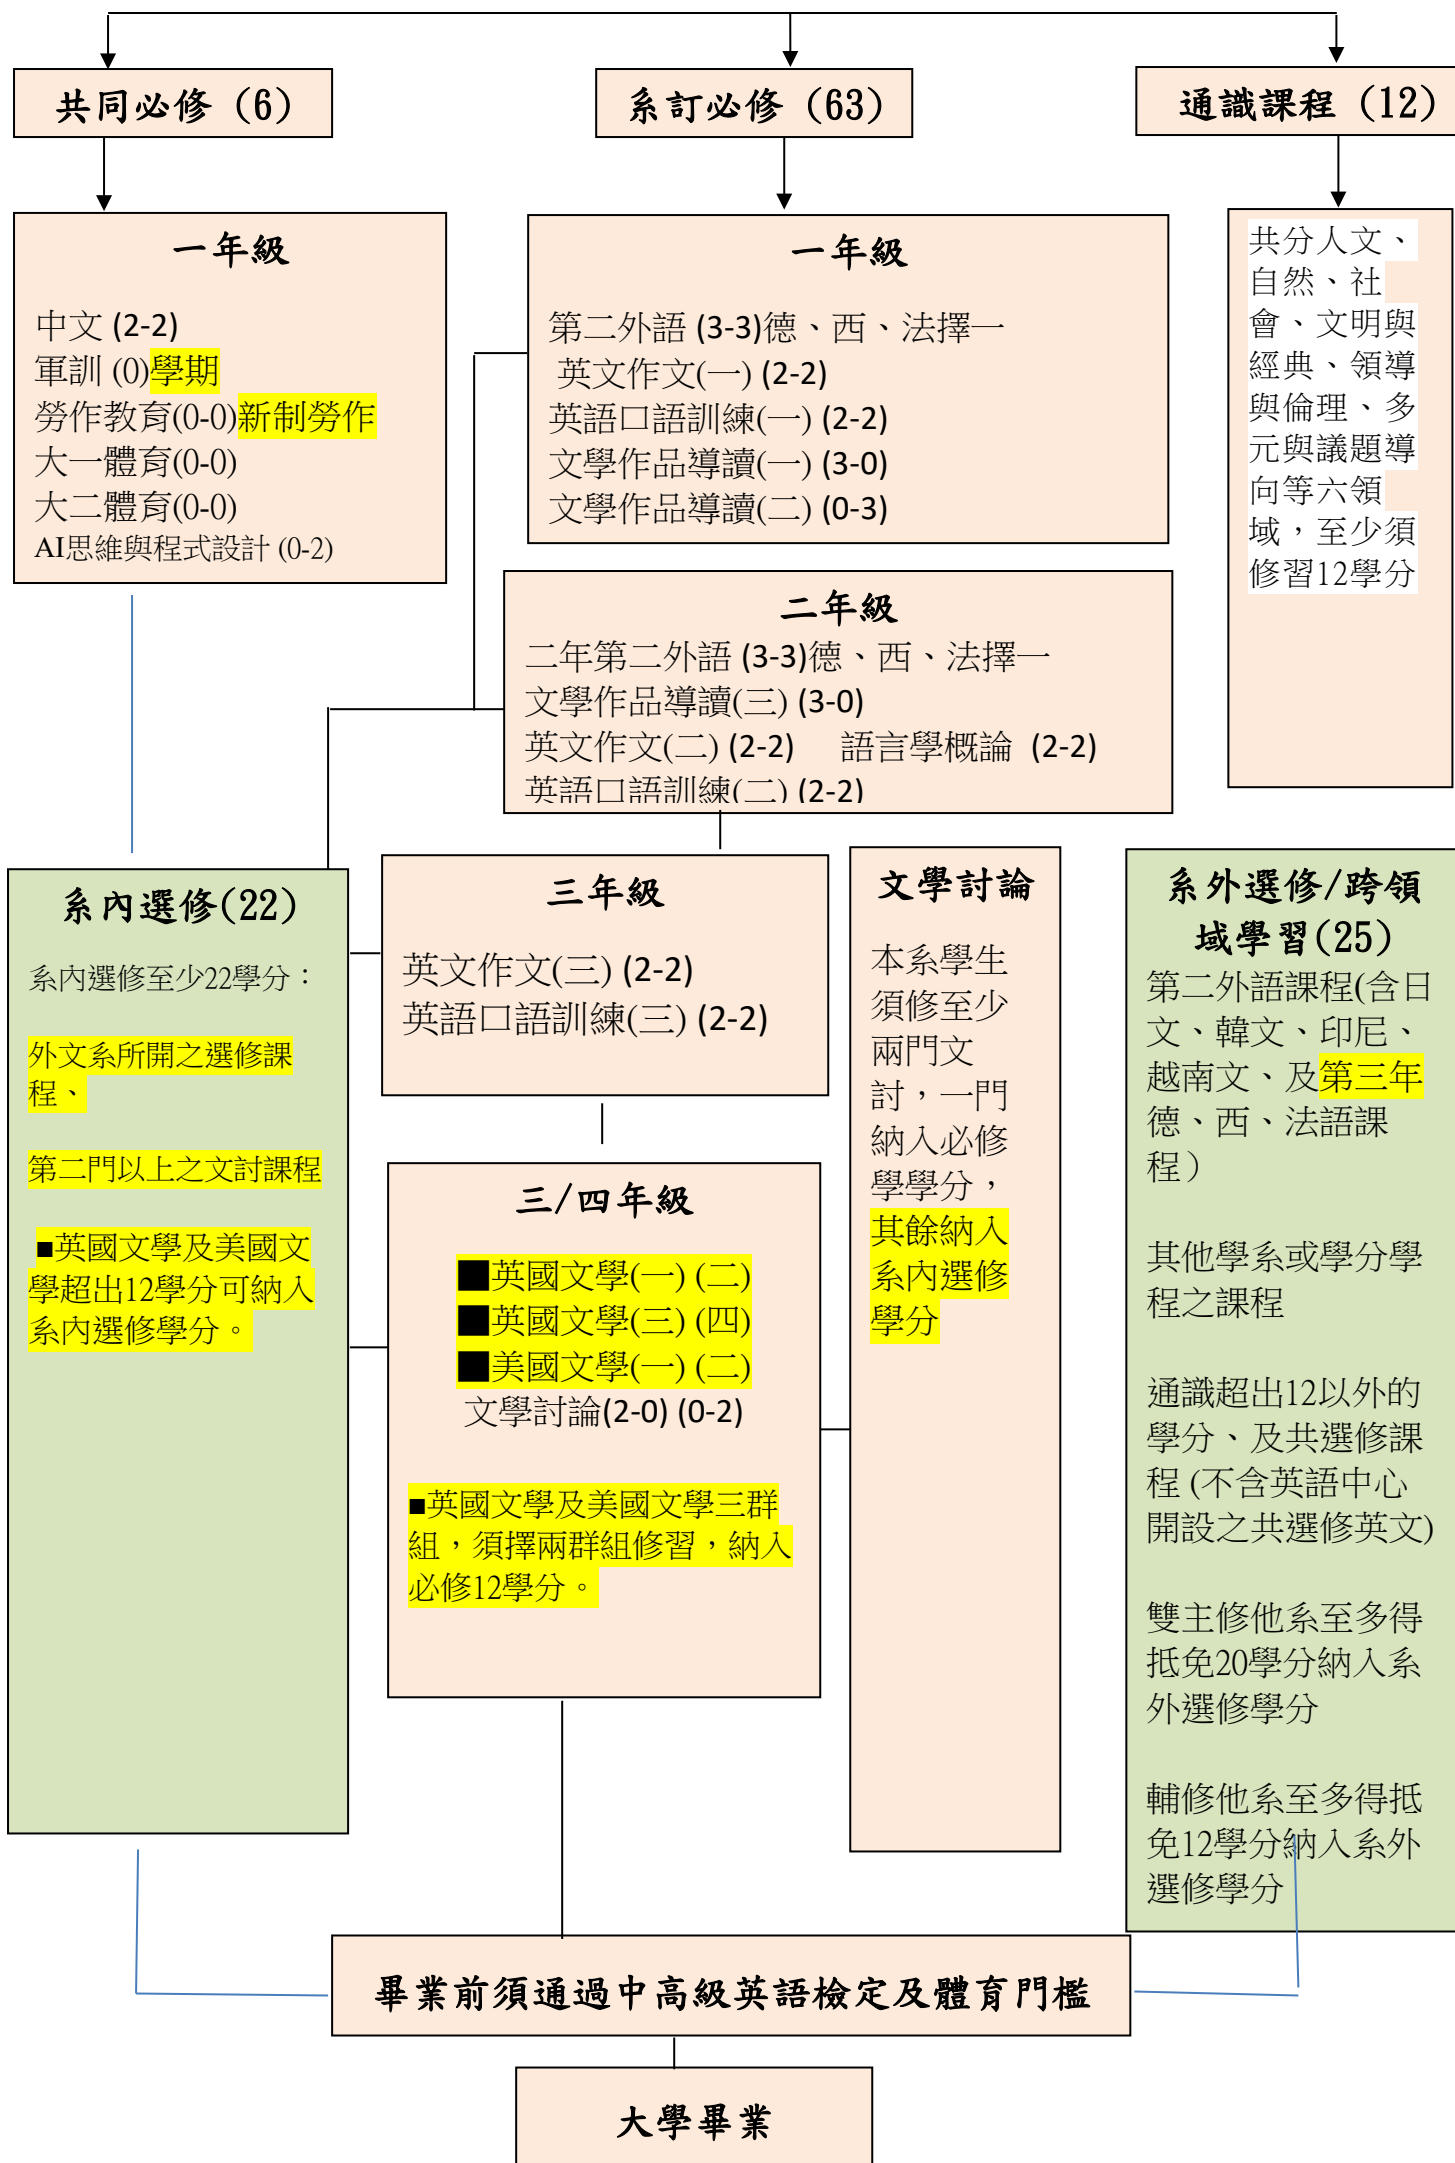 共同必修 (6)
系訂必修 (63)
通識課程 (12)
一年級
中文 (2-2)
軍訓 (0)學期
勞作教育(0-0)新制勞作
大一體育(0-0)
大二體育(0-0)
AI思維與程式設計 (0-2)
一年級
第二外語 (3-3)德、西、法擇一
英文作文(一) (2-2)
英語口語訓練(一) (2-2)
文學作品導讀(一) (3-0)
文學作品導讀(二) (0-3)
共分人文、
自然、社
會、文明與
經典、領導
與倫理、多
元與議題導
向等六領
域，至少須
修習12學分
二年級
二年第二外語 (3-3)德、西、法擇一
文學作品導讀(三) (3-0)
英文作文(二) (2-2) 語言學概論 (2-2)
英語口語訓練(二) (2-2)
系內選修(22)
系內選修至少22學分：
外文系所開之選修課
程、
第二門以上之文討課程
■英國文學及美國文
學超出12學分可納入
系內選修學分。
三年級
英文作文(三) (2-2)
英語口語訓練(三) (2-2)
三/四年級
■英國文學(一) (二)
■英國文學(三) (四)
■美國文學(一) (二)
文學討論(2-0) (0-2)
■英國文學及美國文學三群
組，須擇兩群組修習，納入
必修12學分。
文學討論
本系學生
須修至少
兩門文
討，一門
納入必修
學學分，
其餘納入
系內選修
學分
系外選修/跨領
域學習(25)
第二外語課程(含日
文、韓文、印尼、
越南文、及第三年
德、西、法語課
程）
其他學系或學分學
程之課程
通識超出12以外的
學分、及共選修課
程 (不含英語中心
開設之共選修英文)
雙主修他系至多得
抵免20學分納入系
外選修學分
輔修他系至多得抵
免12學分納入系外
選修學分
畢業前須通過中高級英語檢定及體育門檻
大學畢業